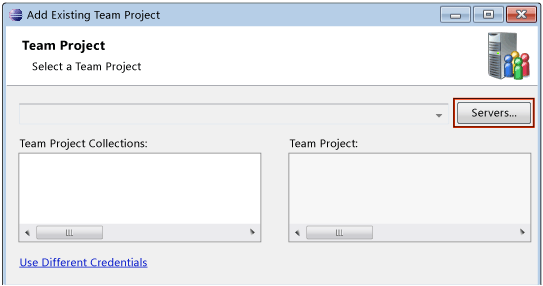 Add Existing Team Project
Team Project
Select a Team Project
Servers...
Team Project Collections:
Team Project:
Use Different Credentials